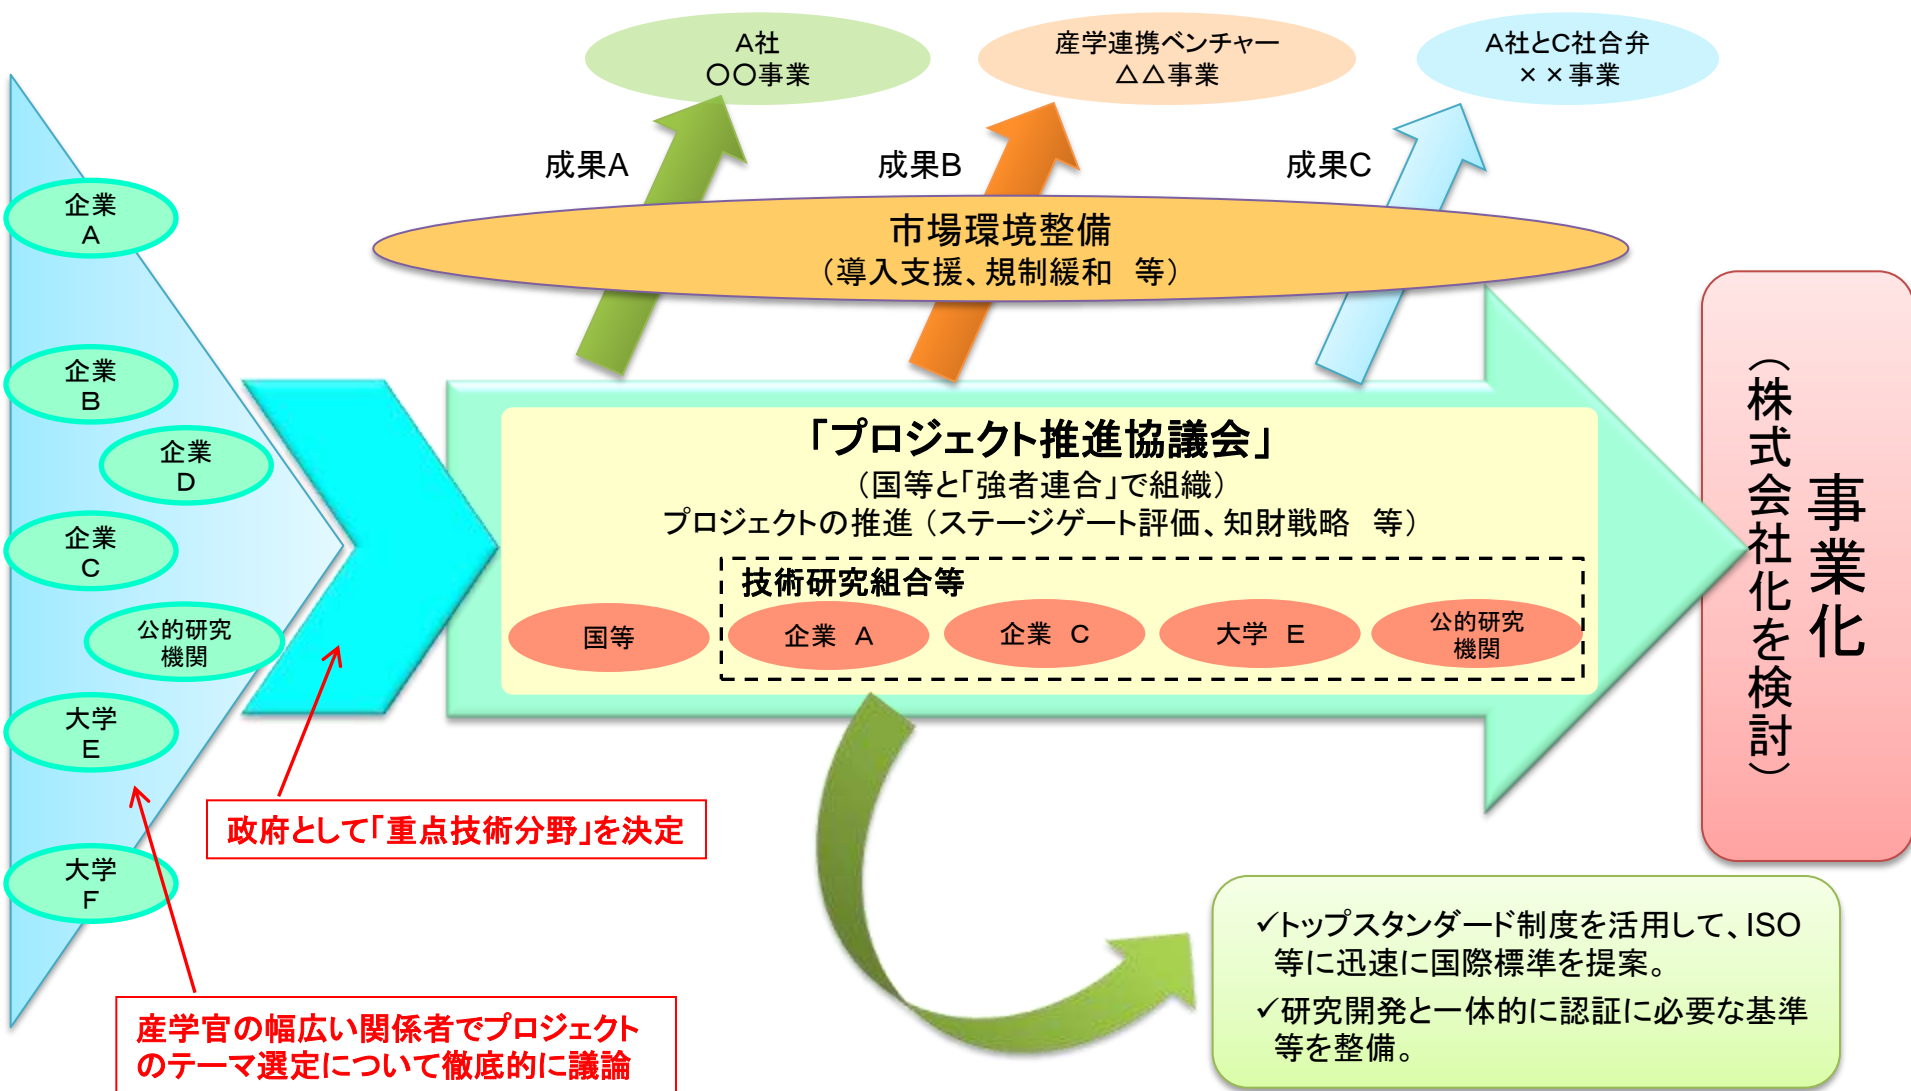 A社
〇〇事業
産学連携ベンチャー
△△事業
A社とC社合弁
××事業
成果A
成果B
成果C
市場環境整備
（導入支援、規制緩和　等）
企業
A
企業
B
企業
D
企業
C
公的研究
機関
大学
E
大学
F
「プロジェクト推進協議会」
（国等と「強者連合」で組織）
プロジェクトの推進（ステージゲート評価、知財戦略　等）
技術研究組合等
国等
企業　A
企業　C
大学　E
公的研究
機関
事業化
（株式会社化を検討）
政府として「重点技術分野」を決定
産学官の幅広い関係者でプロジェクト
のテーマ選定について徹底的に議論
✓トップスタンダード制度を活用して、ISO
等に迅速に国際標準を提案。
✓研究開発と一体的に認証に必要な基準
等を整備。